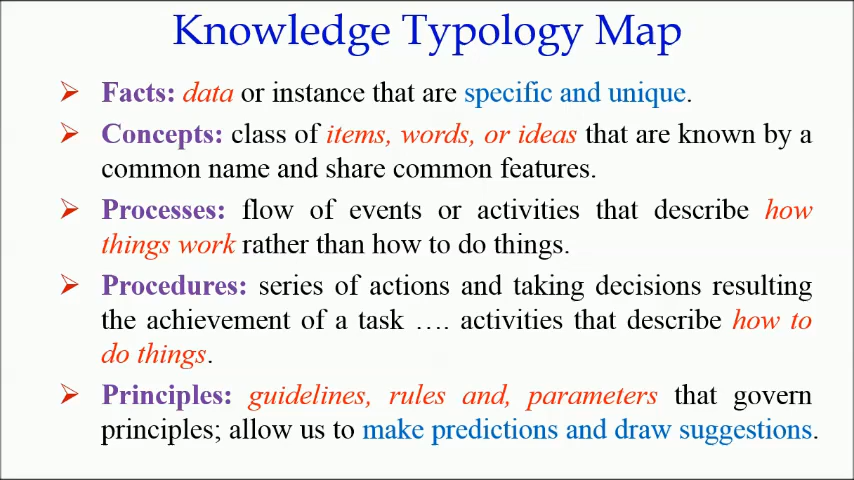 Knowledge Typology Map
➢ Facts: data or instance that are specific and unique.
➢ Concepts: class of items, words, or ideas that are known by a
common name and share common features.
➢ Processes: flow of events or activities that describe how
things work rather than how to do things.
➢ Procedures: series of actions and taking decisions resulting
the achievement of a task …. activities that describe how to
do things.
➢ Principles: guidelines, rules and, parameters that govern
principles; allow us to make predictions and draw suggestions.